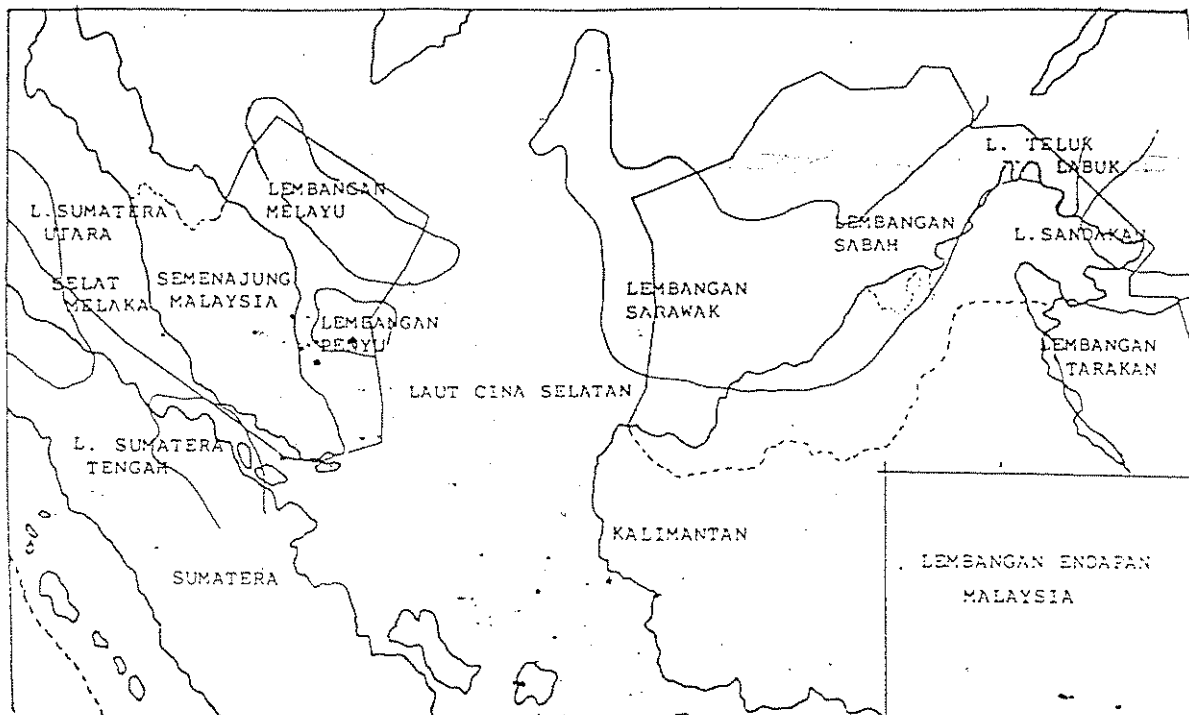 L. TELUK
LABUK
LEMBANGAN
MELAYU
L. SUMATERA
UTARA
LEMBANGAN
SABAH
L. SANDAKAN
SELAT
MELAKA
SEMENAJUNG
MALAYSIA
LEMBANGAN
SARAWAK
LEMBANGAN
PENYU
LEMBANGAN
TARAKAN
LAUT CINA SELATAN
L. SUMATERA
TENGAH
KALIMANTAN
SUMATERA
LEMBANGAN ENDAPAN
MALAYSIA